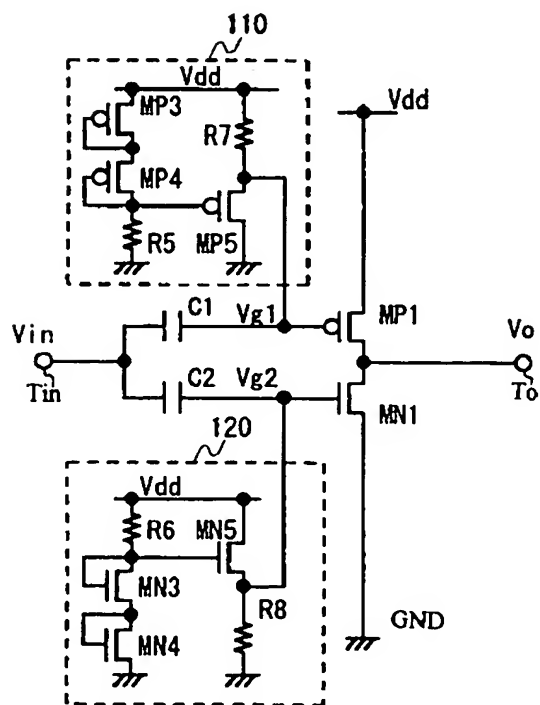 110
Vdd
MP3
R7
Vdd
MP4
R5
MP5
C1
Vg1
MP1
Vin
Vo
Tin
C2
Vg2
To
MN1
120
Vdd
R6
MN5
MN3
R8
MN4
GND